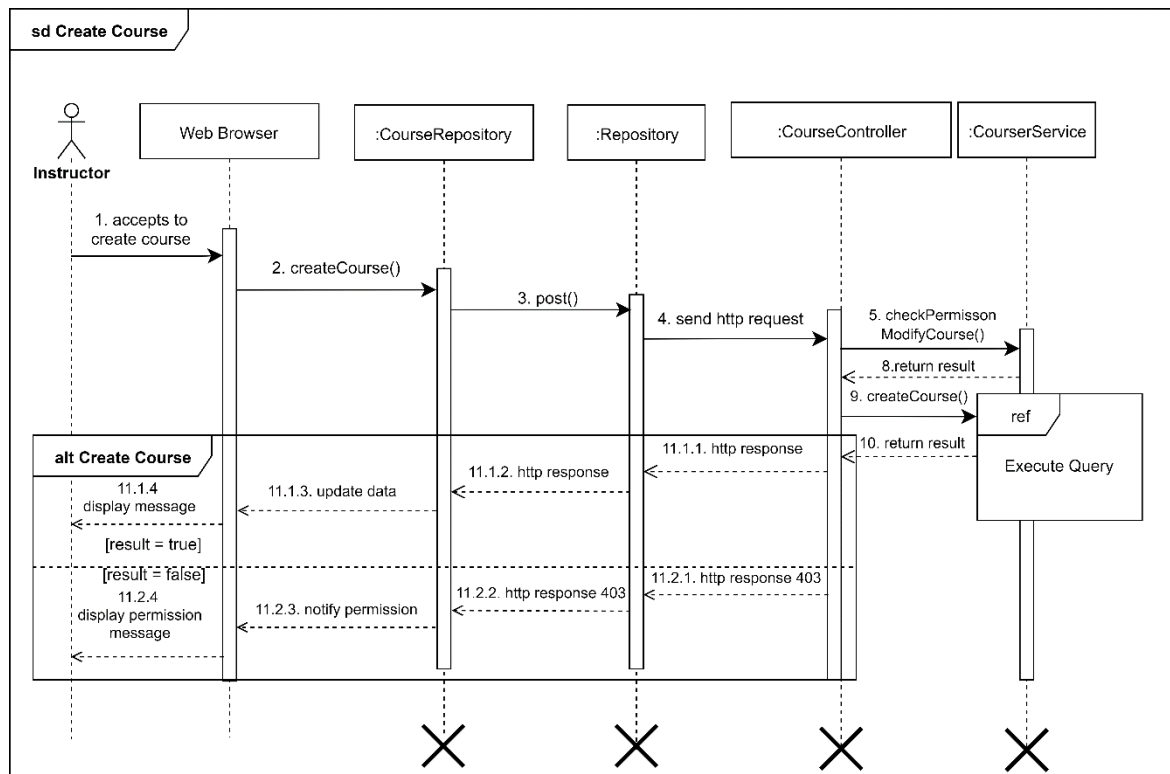 sd Create Course
Instructor
Web Browser
:CourseRepository
:Repository
:CourseController
:CourserService
1. accepts to
create course
2. createCourse()
3. post()
4. send http request
5. checkPermisson
ModifyCourse()
8.return result
9. createCourse()
ref
Execute Query
10. return result
alt Create Course
11.1.1. http response
11.1.2. http response
11.1.3. update data
11.1.4
display message
[result = true]
[result = false]
11.2.1. http response 403
11.2.2. http response 403
11.2.3. notify permission
11.2.4
display permission
message